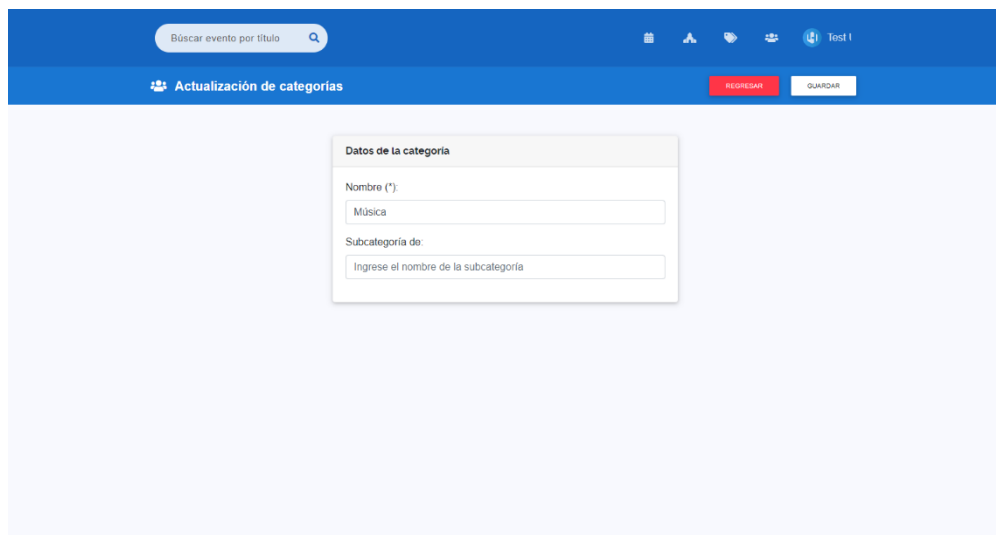 Búscar evento por título
Test U
Actualización de categorías
REGRESAR
GUARDAR
Datos de la categoría
Nombre (*):
Música
Subcategoría de:
Ingrese el nombre de la subcategoría